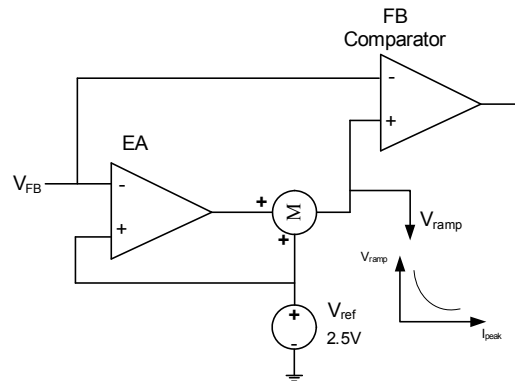 FB
Comparator
-
+
EA
V_FB
-
+
+
M
+
V_ramp
V_ramp
I_peak
+
-
V_ref
2.5V